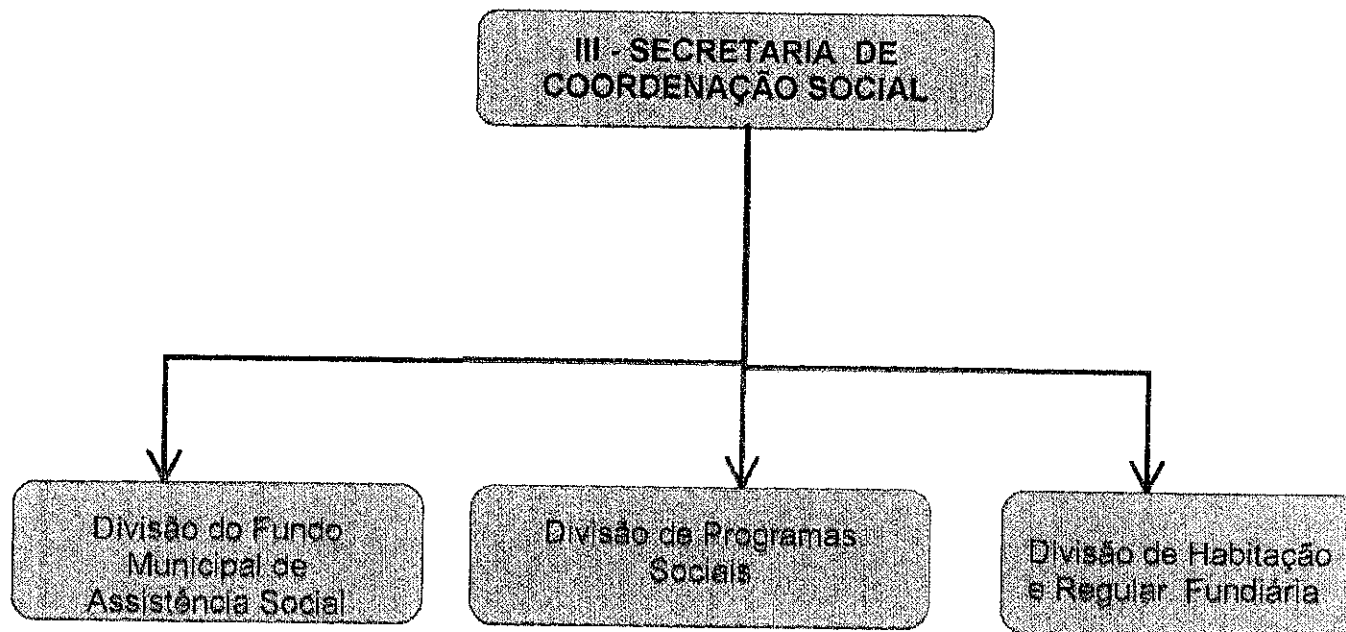 III - SECRETARIA DE
COORDENAÇÃO SOCIAL
Divisão do Fundo
Municipal de
Assistência Social
Divisão de Programas
Sociais
Divisão de Habitação
e Regular Fundiária